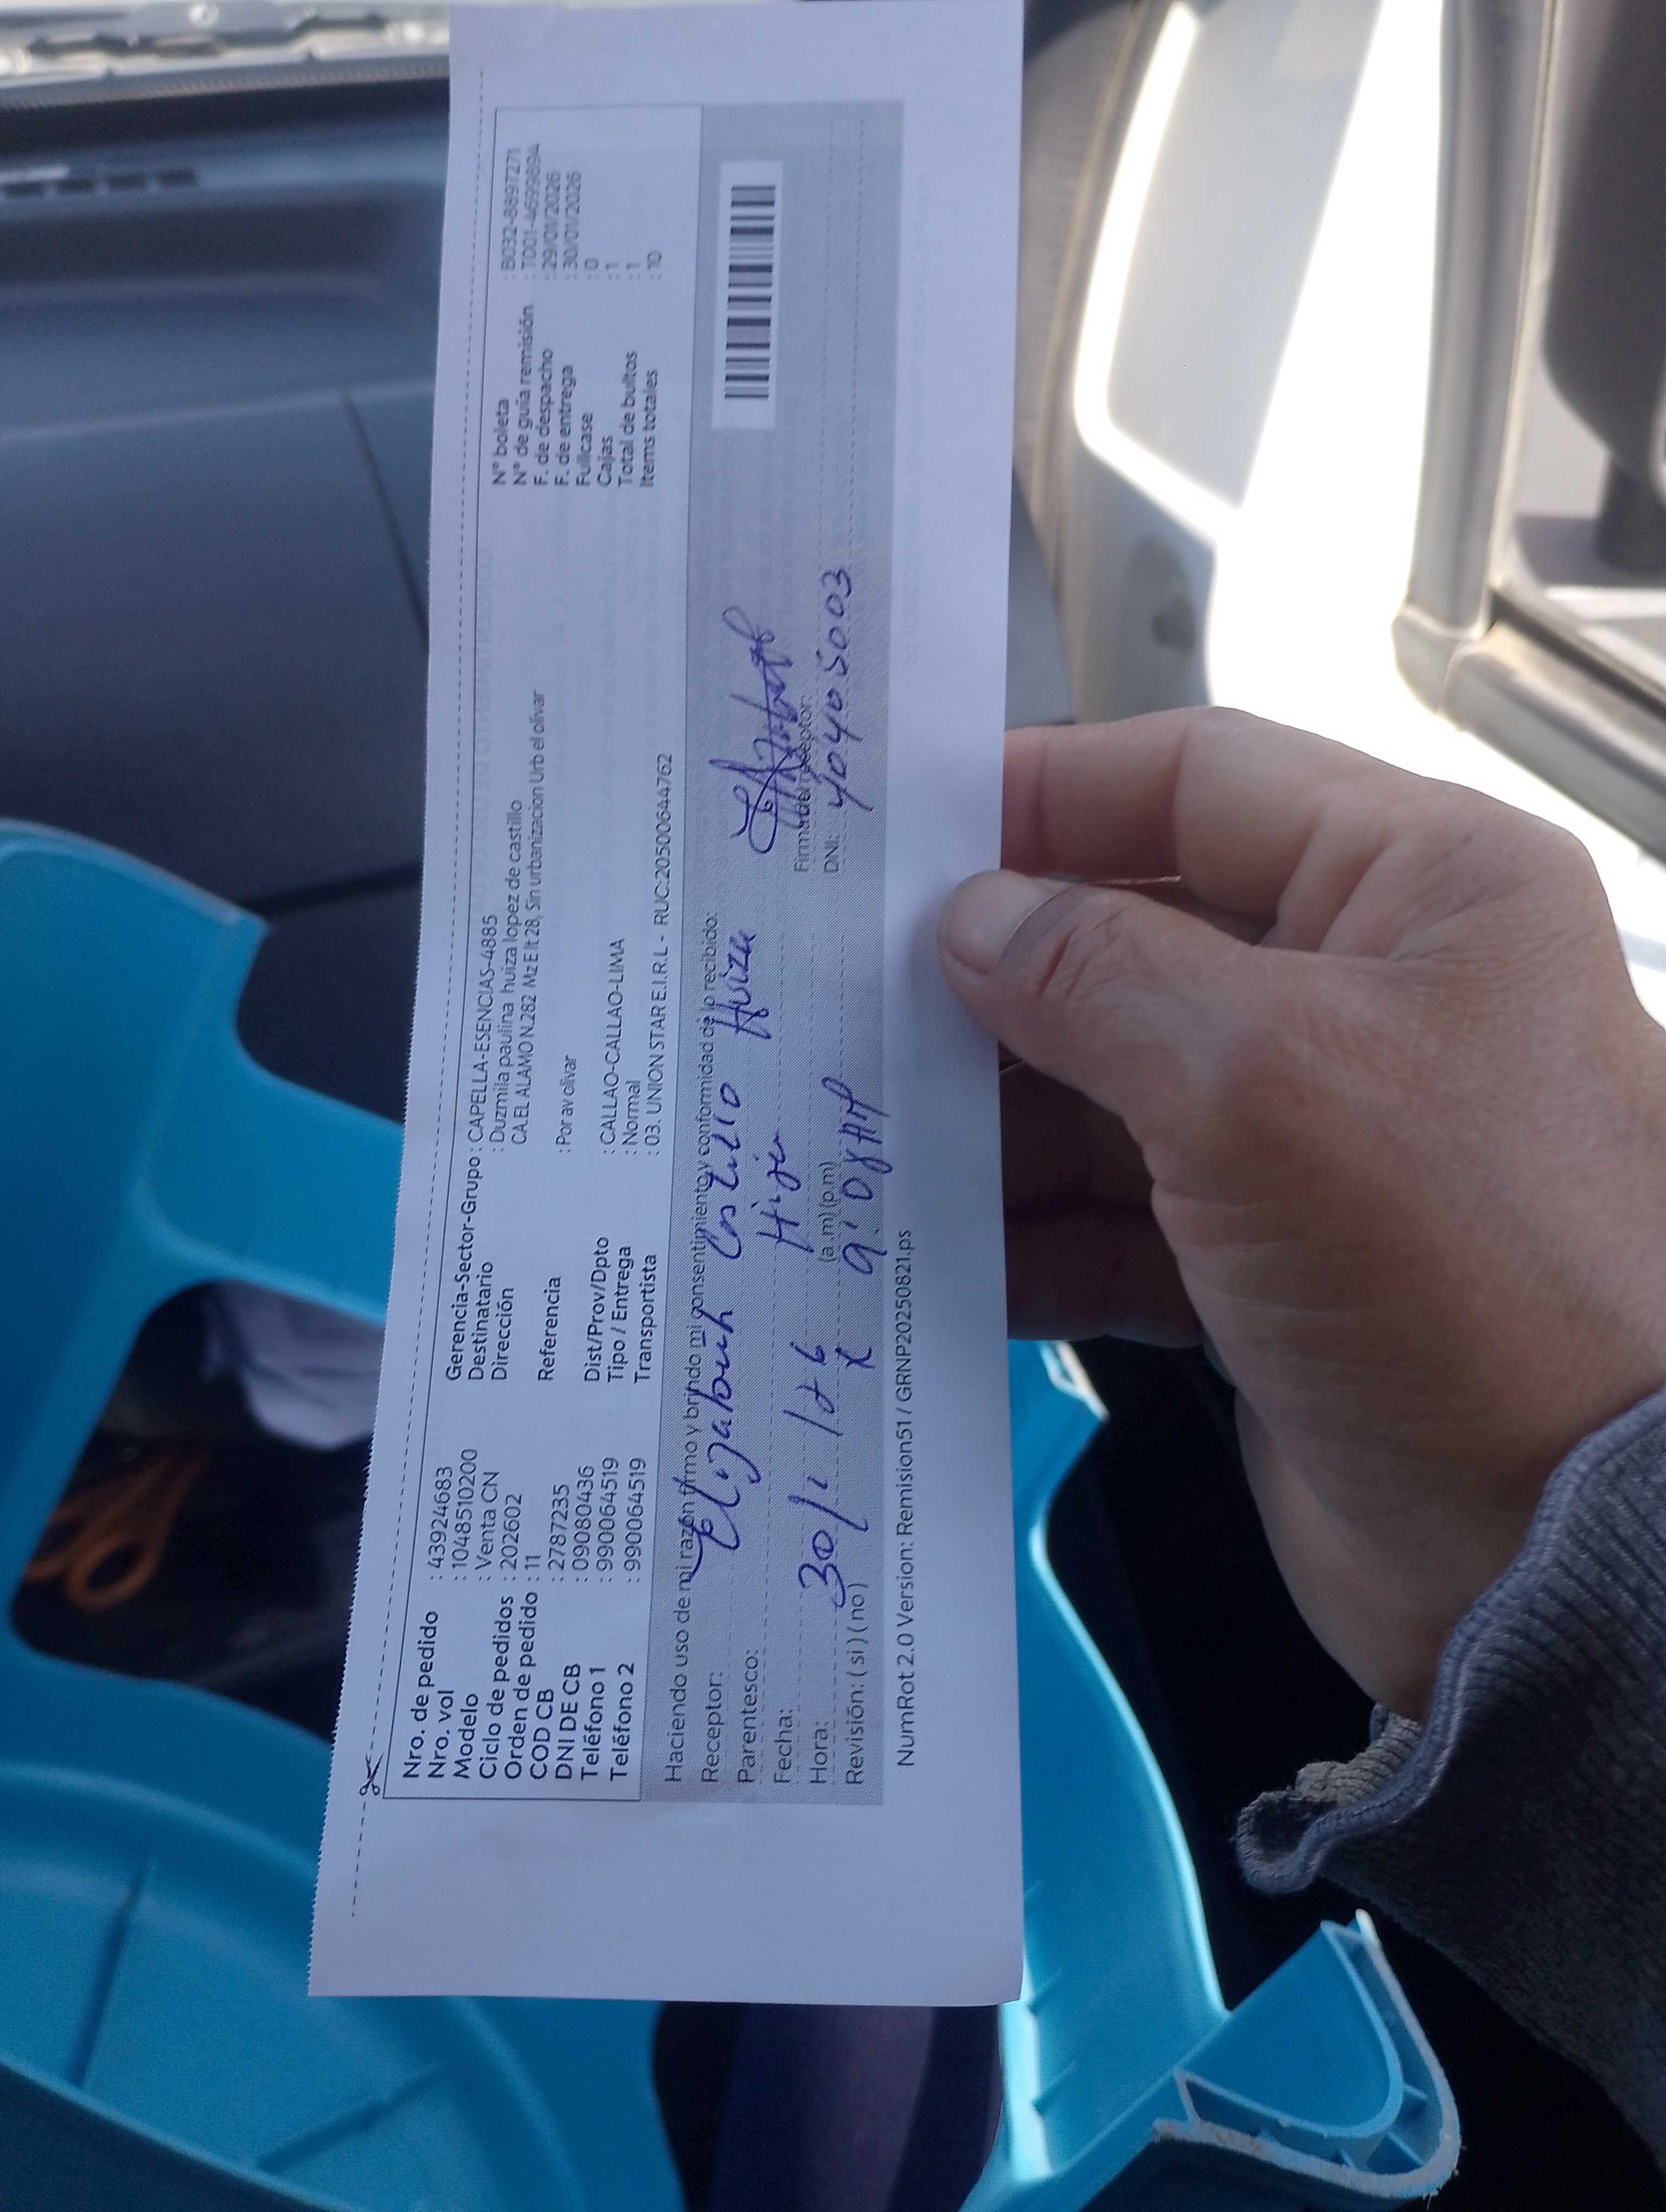 Nro. de pedido : 43924683
Nro. vol : 1048510200
Modelo : Venta CN
Ciclo de pedidos : 202602
Orden de pedido : 11
COD CB : 2787235
DNI DE CB : 09080436
Teléfono 1 : 990064519
Teléfono 2 : 990064519
Gerencia-Sector-Grupo : CAPELLA-ESENCIAS-4885
Destinatario : Duzmila paulina huiza lopez de castillo
Dirección CA.EL ALAMO N.282 Mz E lt 28, Sin urbanizacion Urb el olivar
Referencia : Por av olivar
Dist/Prov/Dpto : CALLAO-CALLAO-LIMA
Tipo / Entrega : Normal
Transportista : 03. UNION STAR E.I.R.L - RUC:20500644762
N° boleta : B032-8897271
N° de guía remisión : T001-46999894
F. de despacho : 29/01/2026
F. de entrega : 30/01/2026
Fullcase : 0
Cajas : 1
Total de bultos : 1
Items totales : 10
Haciendo uso de mi razón firmo y brindo mi consentimiento y conformidad de lo recibido:
Receptor: Castillo Huiza
Parentesco: Hija
Fecha: 30/1/26
Hora: (a.m) (p.m) 9:08 AM
Revisión: ( si ) ( no )
Firma del receptor:
DNI: 40405003
NumRot 2.0 Version: Remision51 / GRNP20250821.ps